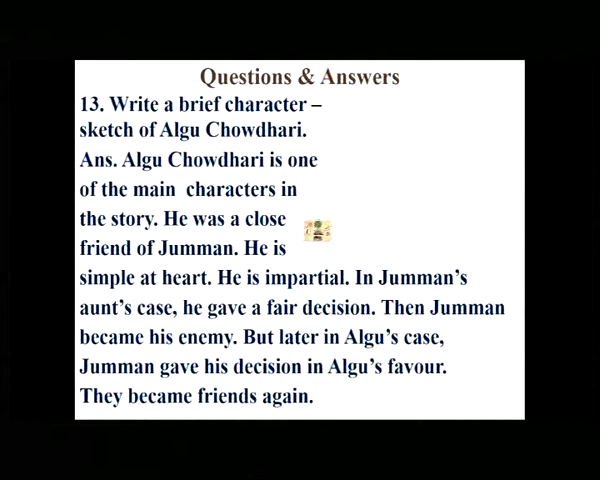 Questions & Answers
13. Write a brief character –
sketch of Algu Chowdhari.
Ans. Algu Chowdhari is one
of the main characters in
the story. He was a close
friend of Jumman. He is
simple at heart. He is impartial. In Jumman's
aunt's case, he gave a fair decision. Then Jumman
became his enemy. But later in Algu's case,
Jumman gave his decision in Algu's favour.
They became friends again.